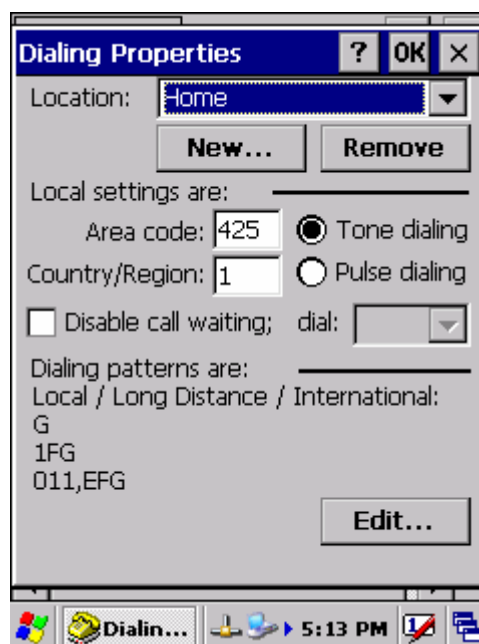 Dialing Properties ? OK ×
Location: Home
New... Remove
Local settings are:
Area code: 425 Tone dialing
Country/Region: 1 Pulse dialing
Disable call waiting; dial:
Dialing patterns are:
Local / Long Distance / International:
G
1FG
011,EFG
Edit...
Dialin... 5:13 PM